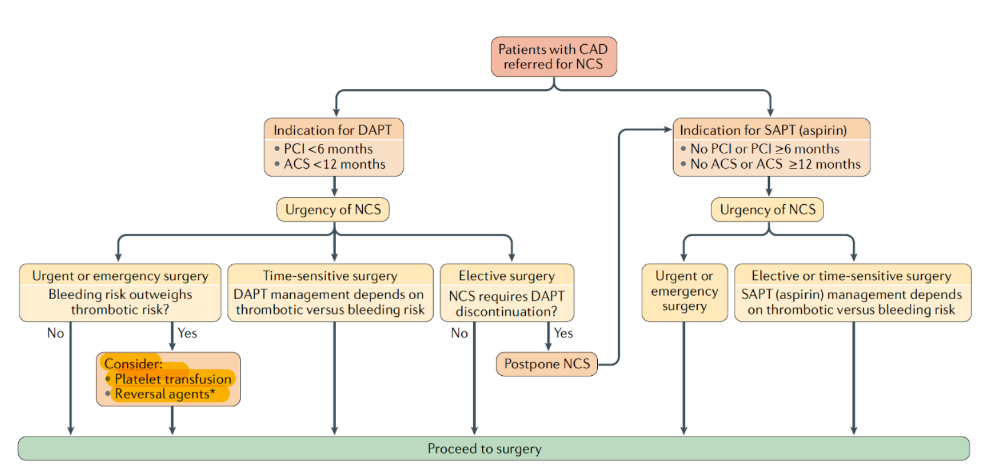 Patients with CAD
referred for NCS
Indication for DAPT
• PCI <6 months
• ACS <12 months
Indication for SAPT (aspirin)
• No PCI or PCI ≥6 months
• No ACS or ACS ≥12 months
Urgency of NCS
Urgency of NCS
Urgent or emergency surgery
Bleeding risk outweighs
thrombotic risk?
Time-sensitive surgery
DAPT management depends on
thrombotic versus bleeding risk
Elective surgery
NCS requires DAPT
discontinuation?
Urgent or
emergency
surgery
Elective or time-sensitive surgery
SAPT (aspirin) management depends
on thrombotic versus bleeding risk
No
Yes
No
Yes
Consider:
• Platelet transfusion
• Reversal agents*
Postpone NCS
Proceed to surgery